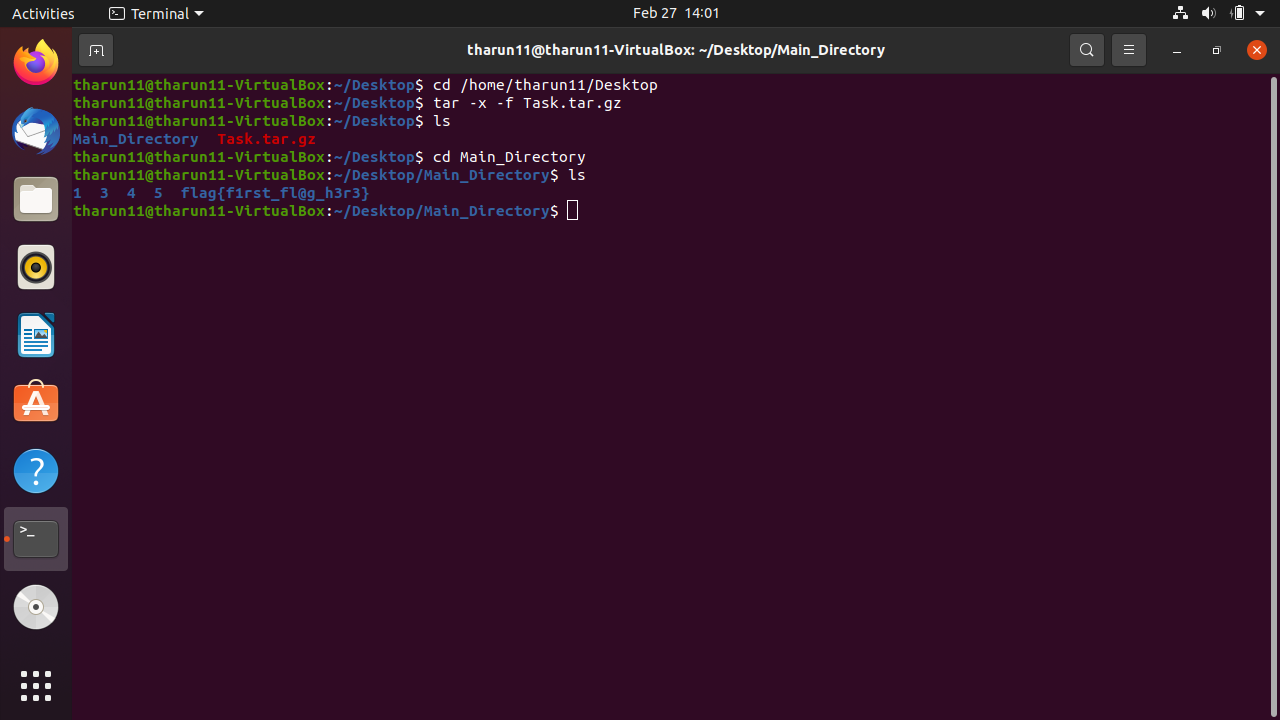 Activities Terminal Feb 27 14:01
tharun11@tharun11-VirtualBox: ~/Desktop/Main_Directory
tharun11@tharun11-VirtualBox:~/Desktop$ cd /home/tharun11/Desktop
tharun11@tharun11-VirtualBox:~/Desktop$ tar -x -f Task.tar.gz
tharun11@tharun11-VirtualBox:~/Desktop$ ls
Main_Directory  Task.tar.gz
tharun11@tharun11-VirtualBox:~/Desktop$ cd Main_Directory
tharun11@tharun11-VirtualBox:~/Desktop/Main_Directory$ ls
1  3  4  5  flag{f1rst_fl@g_h3r3}
tharun11@tharun11-VirtualBox:~/Desktop/Main_Directory$